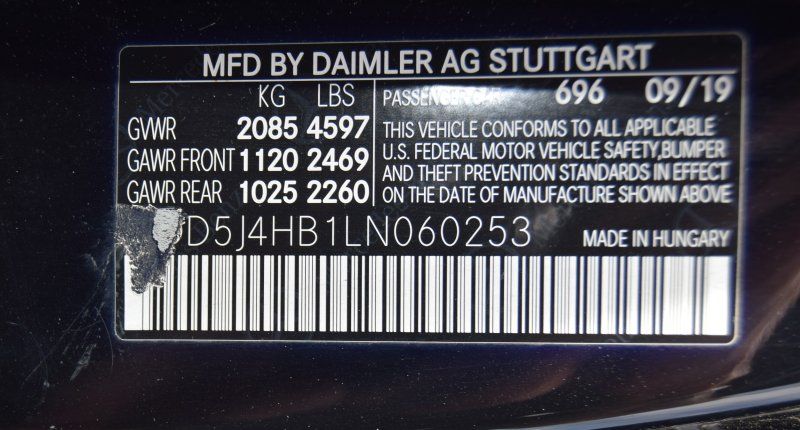 MFD BY DAIMLER AG STUTTGART
KG LBS
GVWR 2085 4597
GAWR FRONT 1120 2469
GAWR REAR 1025 2260
PASSENGER CAR 696 09/19
THIS VEHICLE CONFORMS TO ALL APPLICABLE
U.S. FEDERAL MOTOR VEHICLE SAFETY,BUMPER
AND THEFT PREVENTION STANDARDS IN EFFECT
ON THE DATE OF MANUFACTURE SHOWN ABOVE
D5J4HB1LN060253
MADE IN HUNGARY